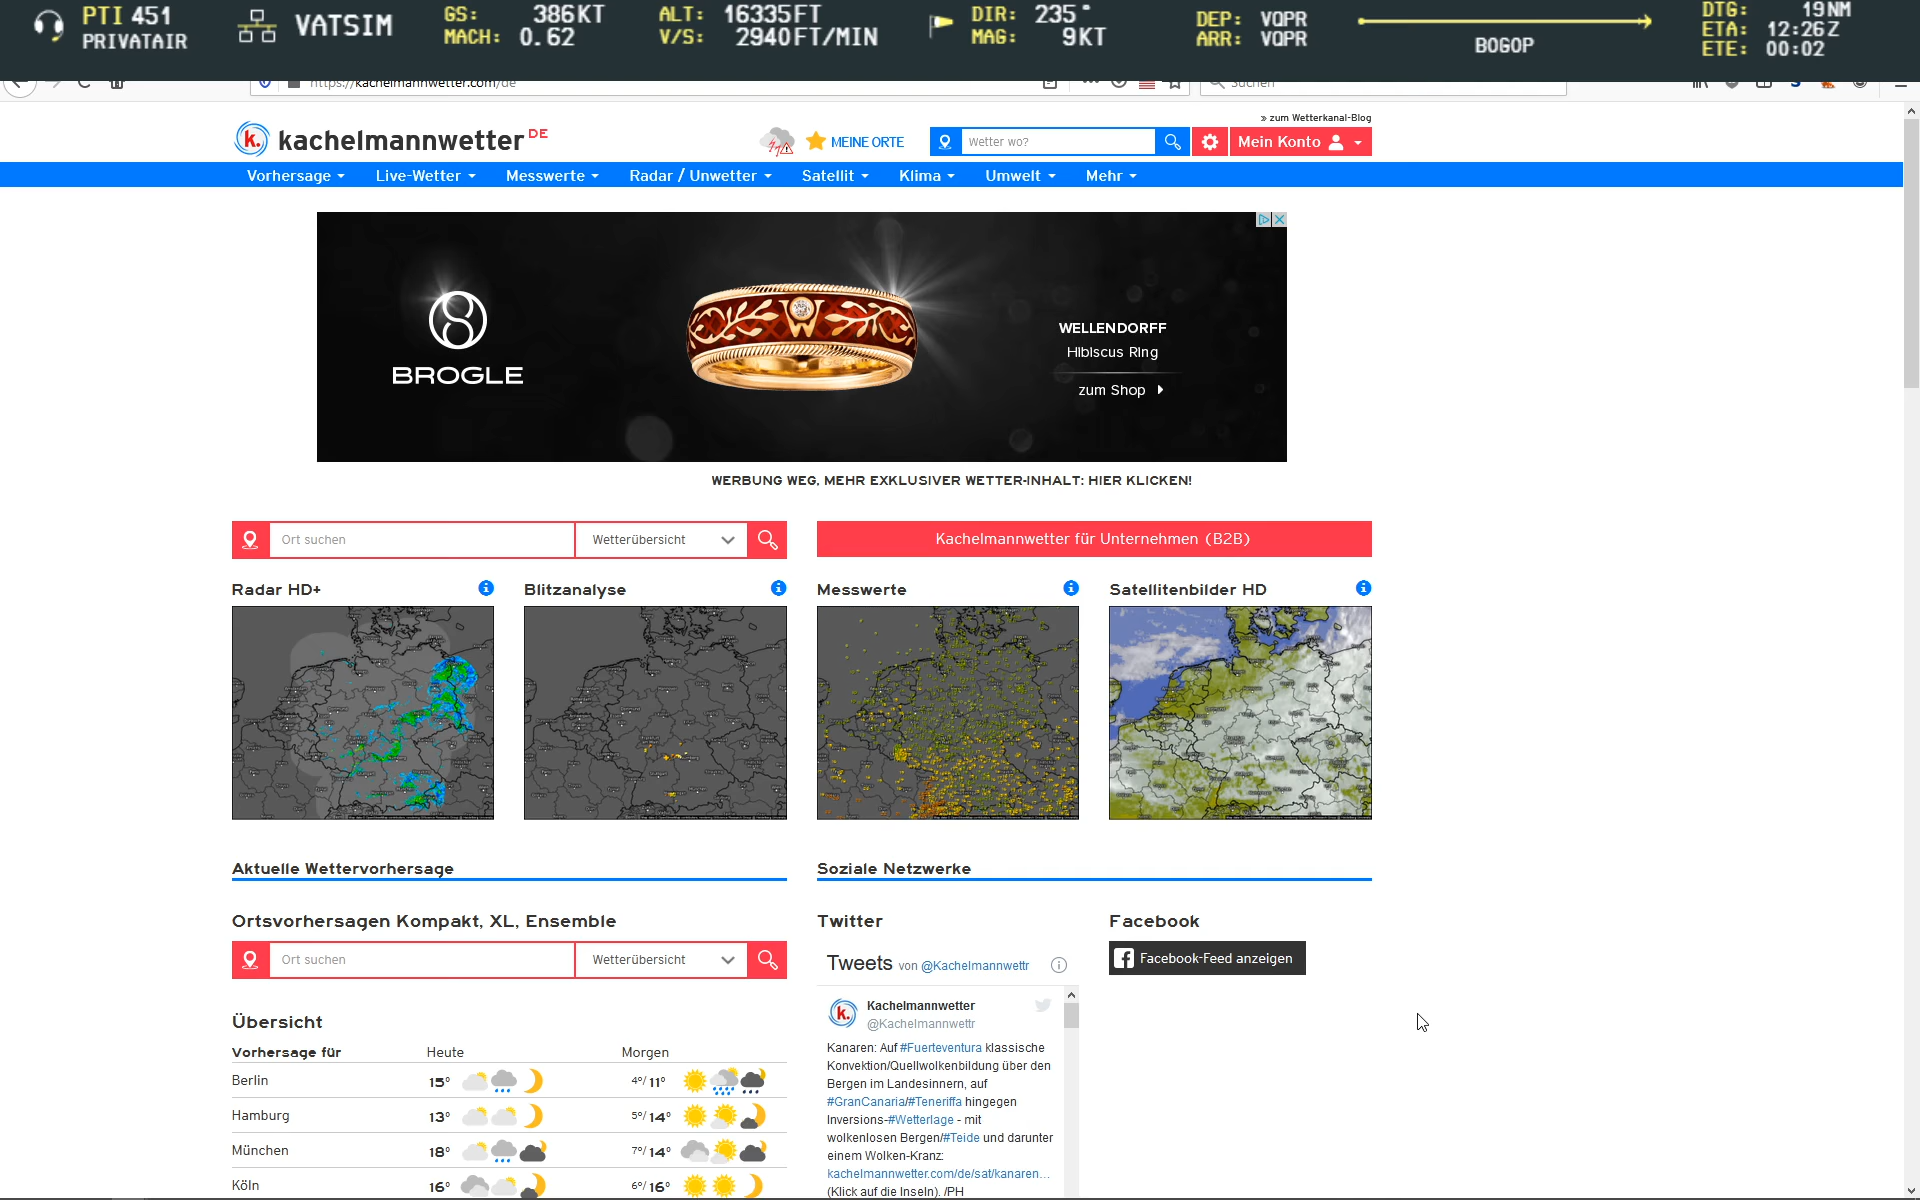 PTI 451
PRIVATAIR
VATSIM
GS: 386KT
MACH: 0.62
ALT: 16335FT
V/S: 2940FT/MIN
DIR: 235°
MAG: 9KT
DEP: VQPR
ARR: VQPR
BOGOP
DTG: 19NM
ETA: 12:26Z
ETE: 00:02
https://kachelmannwetter.com/de
Suchen
» zum Wetterkanal-Blog
k. kachelmannwetter DE
MEINE ORTE
Wetter wo?
Mein Konto
Vorhersage
Live-Wetter
Messwerte
Radar / Unwetter
Satellit
Klima
Umwelt
Mehr
BROGLE
W
WELLENDORFF
Hibiscus Ring
zum Shop
WERBUNG WEG, MEHR EXKLUSIVER WETTER-INHALT: HIER KLICKEN!
Ort suchen
Wetterübersicht
Kachelmannwetter für Unternehmen (B2B)
Radar HD+
Blitzanalyse
Messwerte
Satellitenbilder HD
Aktuelle Wettervorhersage
Soziale Netzwerke
Ortsvorhersagen Kompakt, XL, Ensemble
Ort suchen
Wetterübersicht
Übersicht
Vorhersage für Heute Morgen
Berlin 15° 4°/11°
Hamburg 13° 5°/14°
München 18° 7°/14°
Köln 16° 6°/16°
Twitter
Tweets von @Kachelmannwettr
k. Kachelmannwetter
@Kachelmannwettr
Kanaren: Auf #Fuerteventura klassische
Konvektion/Quellwolkenbildung über den
Bergen im Landesinnern, auf
#GranCanaria/#Teneriffa hingegen
Inversions-#Wetterlage - mit
wolkenlosen Bergen/#Teide und darunter
einem Wolken-Kranz:
kachelmannwetter.com/de/sat/kanaren…
(Klick auf die Inseln). /PH
Facebook
Facebook-Feed anzeigen